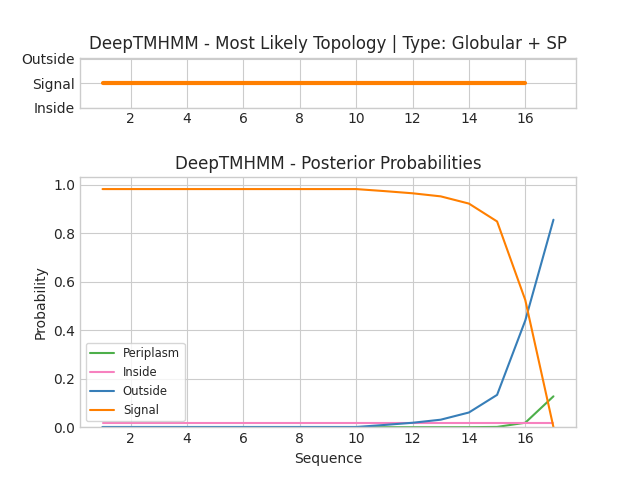 DeepTMHMM - Most Likely Topology | Type: Globular + SP
Outside
Signal
Inside
2 4 6 8 10 12 14 16
DeepTMHMM - Posterior Probabilities
1.0
0.8
0.6
0.4
0.2
0.0
Probability
Periplasm
Inside
Outside
Signal
2 4 6 8 10 12 14 16
Sequence